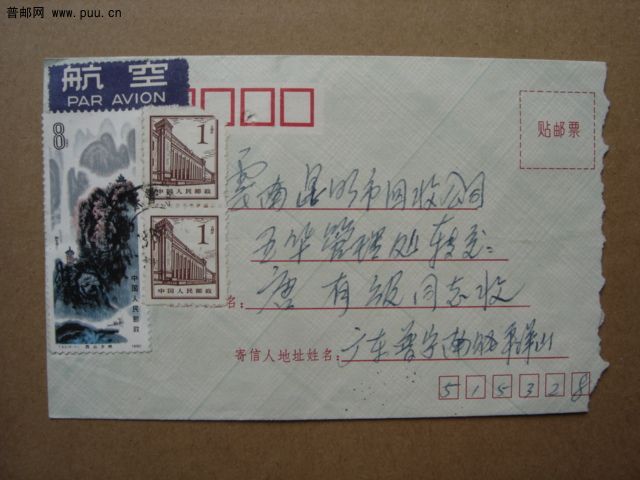 普邮网 www.puu.cn
航空
PAR AVION
8
1
中国人民邮政
1
中国人民邮政
中国人民邮政
贴邮票
云南昆明市回收公司
五华管理处转交:
名: 唐有级同志收
寄信人地址姓名: 广东普宁南
515328